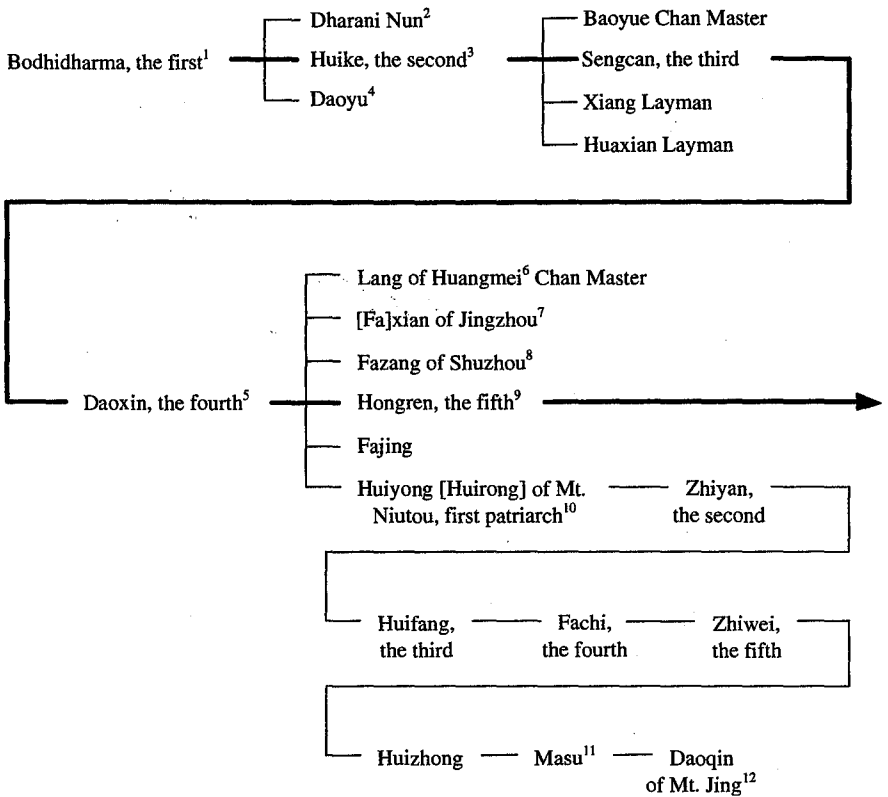 Dharani Nun²
Baoyue Chan Master
Bodhidharma, the first¹
Huike, the second³
Sengcan, the third
Daoyu⁴
Xiang Layman
Huaxian Layman
Lang of Huangmei⁶ Chan Master
[Fa]xian of Jingzhou⁷
Fazang of Shuzhou⁸
Daoxin, the fourth⁵
Hongren, the fifth⁹
Fajing
Huiyong [Huirong] of Mt.
Niutou, first patriarch¹⁰
Zhiyan,
the second
Huifang,
the third
Fachi,
the fourth
Zhiwei,
the fifth
Huizhong
Masu¹¹
Daoqin
of Mt. Jing¹²